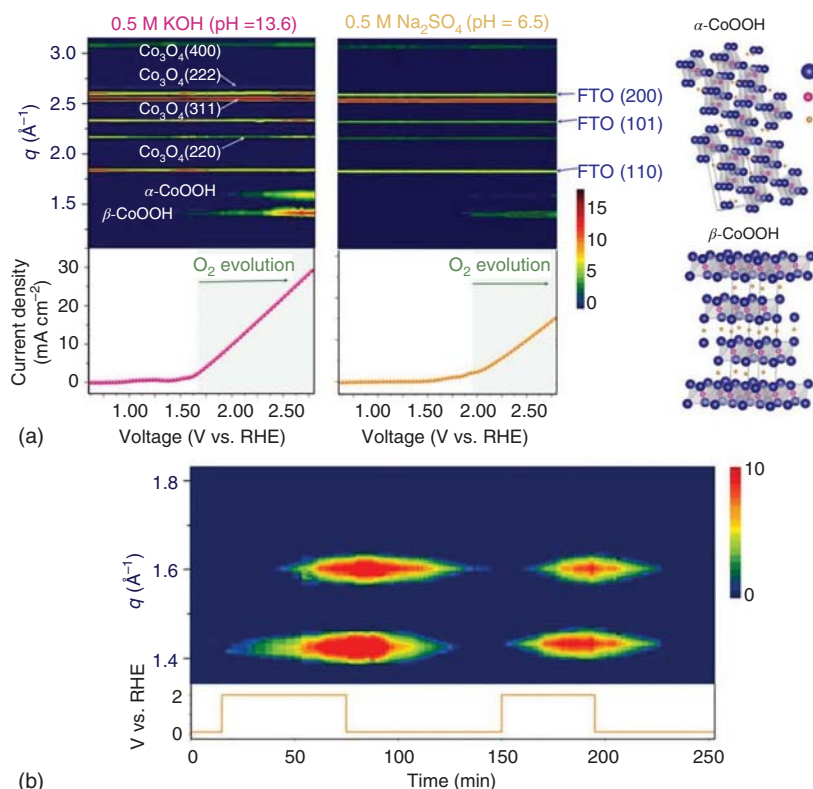 0.5 M KOH (pH =13.6)
0.5 M Na₂SO₄ (pH = 6.5)
(a)
q (Å⁻¹)
3.0
2.5
2.0
1.5
Co₃O₄(400)
Co₃O₄(222)
Co₃O₄(311)
Co₃O₄(220)
α-CoOOH
β-CoOOH
FTO (200)
FTO (101)
FTO (110)
15
10
5
0
Current density
(mA cm⁻²)
30
20
10
0
O₂ evolution
O₂ evolution
1.00 1.50 2.00 2.50
1.00 1.50 2.00 2.50
Voltage (V vs. RHE)
Voltage (V vs. RHE)
α-CoOOH
β-CoOOH
(b)
q (Å⁻¹)
1.8
1.6
1.4
10
0
V vs. RHE
2
0
0 50 100 150 200 250
Time (min)